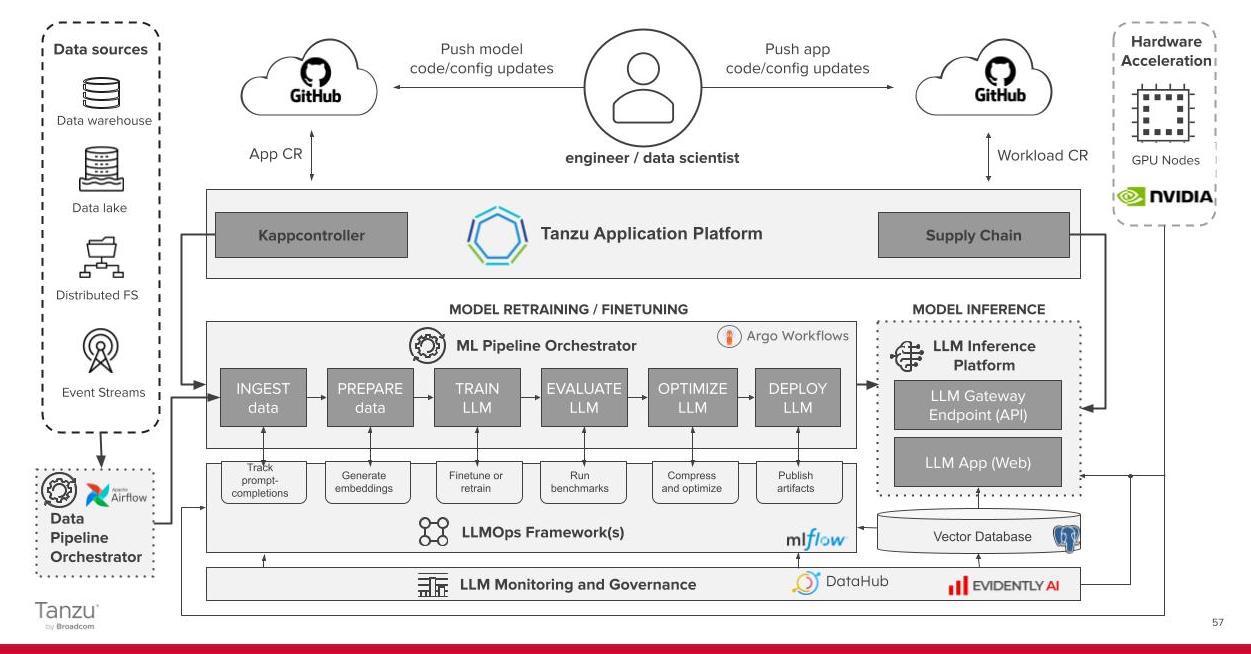 Data sources
Data warehouse
Data lake
Distributed FS
Event Streams
GitHub
Push model
code/config updates
engineer / data scientist
Push app
code/config updates
GitHub
Hardware
Acceleration
GPU Nodes
NVIDIA
App CR
Workload CR
Kappcontroller
Tanzu Application Platform
Supply Chain
MODEL RETRAINING / FINETUNING
ML Pipeline Orchestrator
Argo Workflows
INGEST
data
PREPARE
data
TRAIN
LLM
EVALUATE
LLM
OPTIMIZE
LLM
DEPLOY
LLM
Track
prompt-
completions
Generate
embeddings
Finetune or
retrain
Run
benchmarks
Compress
and optimize
Publish
artifacts
LLMOps Framework(s)
mlflow
MODEL INFERENCE
LLM Inference
Platform
LLM Gateway
Endpoint (API)
LLM App (Web)
Vector Database
Apache
Airflow
Data
Pipeline
Orchestrator
LLM Monitoring and Governance
DataHub
EVIDENTLY AI
Tanzu
by Broadcom
57